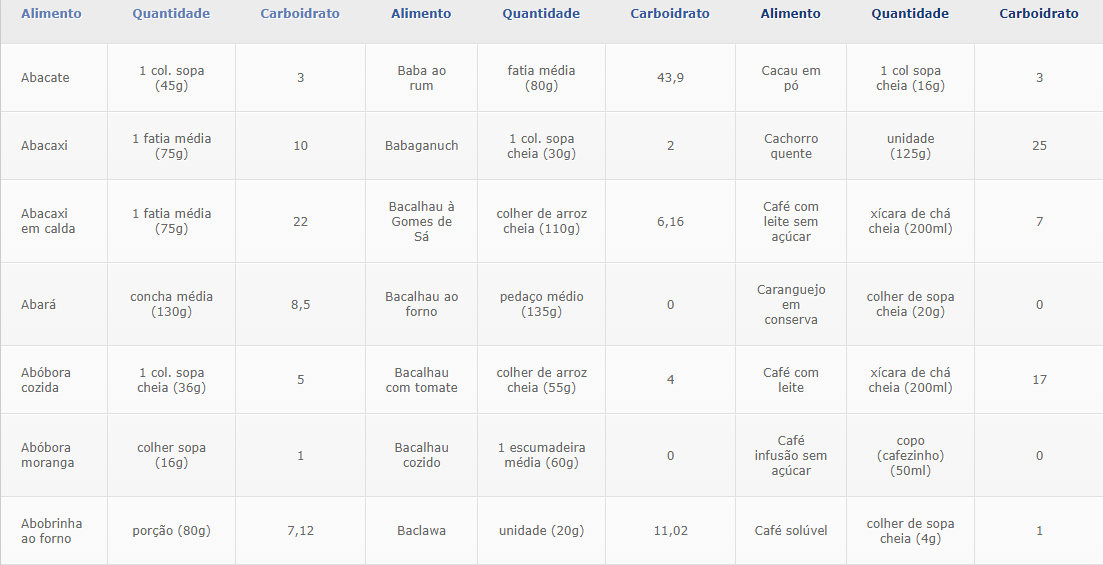 Alimento Quantidade Carboidrato Alimento Quantidade Carboidrato Alimento Quantidade Carboidrato
Abacate
1 col. sopa
(45g)
3
Baba ao
rum
fatia média
(80g)
43,9
Cacau em
pó
1 col sopa
cheia (16g)
3
Abacaxi
1 fatia média
(75g)
10
Babaganuch
1 col. sopa
cheia (30g)
2
Cachorro
quente
unidade
(125g)
25
Abacaxi
em calda
1 fatia média
(75g)
22
Bacalhau à
Gomes de
Sá
colher de arroz
cheia (110g)
6,16
Café com
leite sem
açúcar
xícara de chá
cheia (200ml)
7
Abará
concha média
(130g)
8,5
Bacalhau ao
forno
pedaço médio
(135g)
0
Caranguejo
em
conserva
colher de sopa
cheia (20g)
0
Abóbora
cozida
1 col. sopa
cheia (36g)
5
Bacalhau
com tomate
colher de arroz
cheia (55g)
4
Café com
leite
xícara de chá
cheia (200ml)
17
Abóbora
moranga
colher sopa
(16g)
1
Bacalhau
cozido
1 escumadeira
média (60g)
0
Café
infusão sem
açúcar
copo
(cafezinho)
(50ml)
0
Abobrinha
ao forno
porção (80g)
7,12
Baclawa
unidade (20g)
11,02
Café solúvel
colher de sopa
cheia (4g)
1